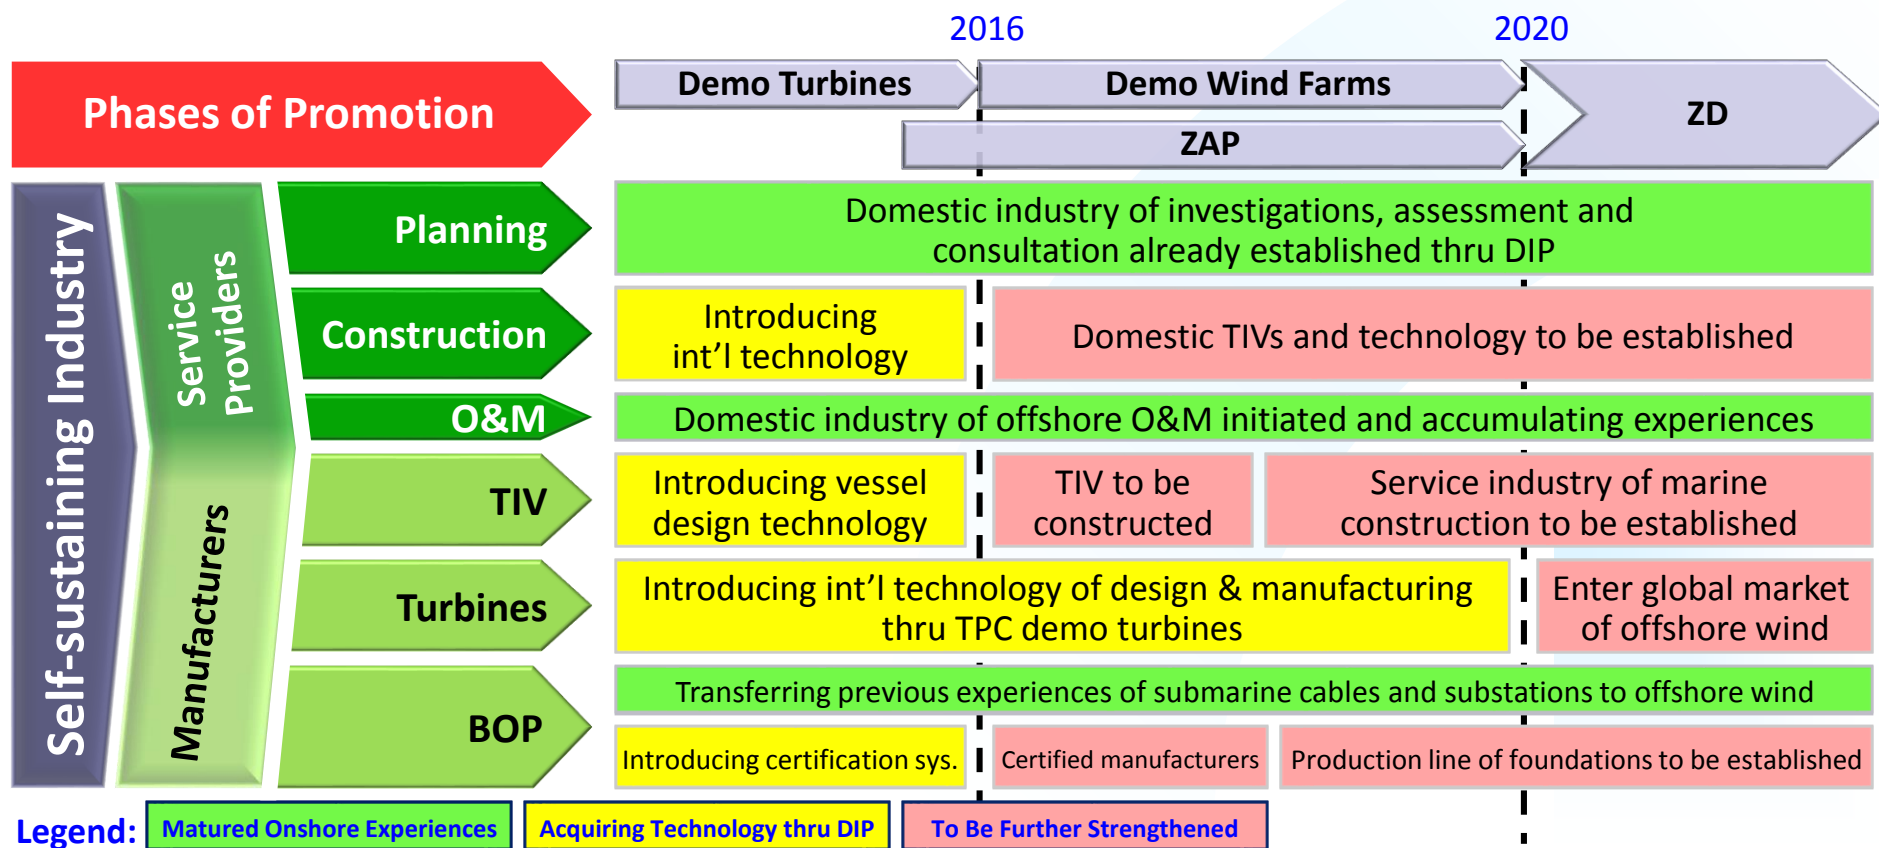 2016
2020
Phases of Promotion
Demo Turbines
Demo Wind Farms
ZAP
ZD
Self-sustaining Industry
Service
Providers
Manufacturers
Planning
Domestic industry of investigations, assessment and
consultation already established thru DIP
Construction
Introducing
int'l technology
Domestic TIVs and technology to be established
O&M
Domestic industry of offshore O&M initiated and accumulating experiences
TIV
Introducing vessel
design technology
TIV to be
constructed
Service industry of marine
construction to be established
Turbines
Introducing int'l technology of design & manufacturing
thru TPC demo turbines
Enter global market
of offshore wind
BOP
Transferring previous experiences of submarine cables and substations to offshore wind
Introducing certification sys.
Certified manufacturers
Production line of foundations to be established
Legend:
Matured Onshore Experiences
Acquiring Technology thru DIP
To Be Further Strengthened